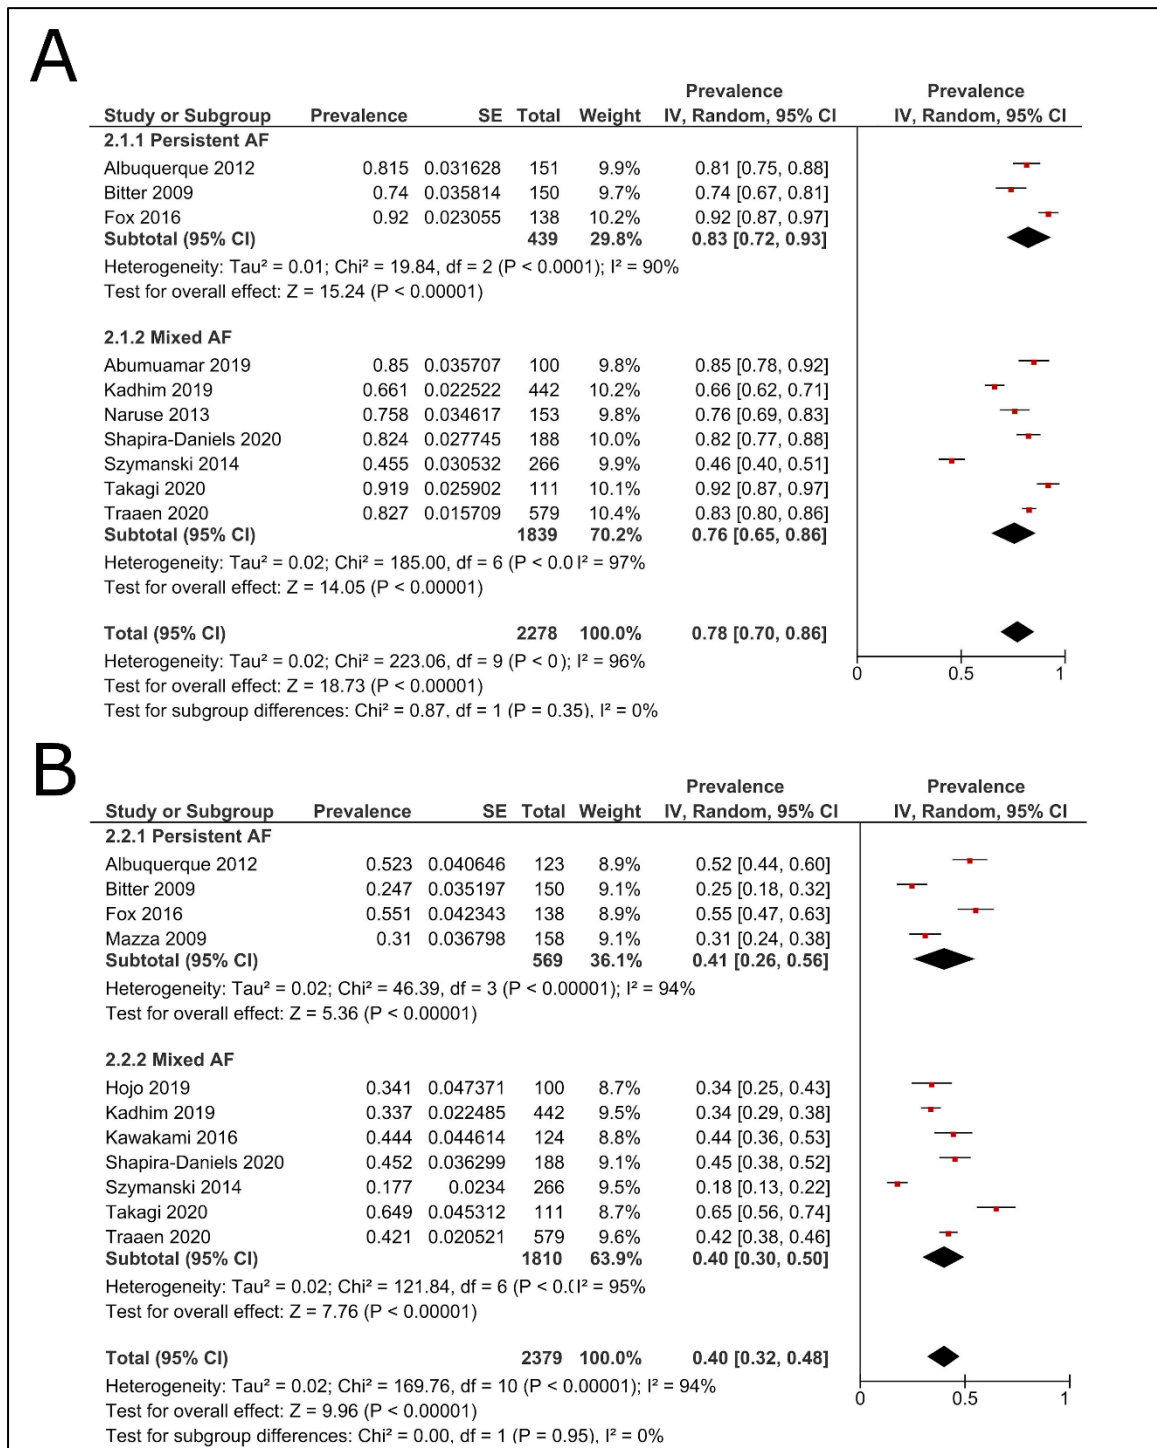 A
Prevalence Prevalence
Study or Subgroup Prevalence SE Total Weight IV, Random, 95% CI IV, Random, 95% CI
2.1.1 Persistent AF
Albuquerque 2012 0.815 0.031628 151 9.9% 0.81 [0.75, 0.88]
Bitter 2009 0.74 0.035814 150 9.7% 0.74 [0.67, 0.81]
Fox 2016 0.92 0.023055 138 10.2% 0.92 [0.87, 0.97]
Subtotal (95% CI) 439 29.8% 0.83 [0.72, 0.93]
Heterogeneity: Tau² = 0.01; Chi² = 19.84, df = 2 (P < 0.0001); I² = 90%
Test for overall effect: Z = 15.24 (P < 0.00001)
2.1.2 Mixed AF
Abumuamar 2019 0.85 0.035707 100 9.8% 0.85 [0.78, 0.92]
Kadhim 2019 0.661 0.022522 442 10.2% 0.66 [0.62, 0.71]
Naruse 2013 0.758 0.034617 153 9.8% 0.76 [0.69, 0.83]
Shapira-Daniels 2020 0.824 0.027745 188 10.0% 0.82 [0.77, 0.88]
Szymanski 2014 0.455 0.030532 266 9.9% 0.46 [0.40, 0.51]
Takagi 2020 0.919 0.025902 111 10.1% 0.92 [0.87, 0.97]
Traaen 2020 0.827 0.015709 579 10.4% 0.83 [0.80, 0.86]
Subtotal (95% CI) 1839 70.2% 0.76 [0.65, 0.86]
Heterogeneity: Tau² = 0.02; Chi² = 185.00, df = 6 (P < 0.0 I² = 97%
Test for overall effect: Z = 14.05 (P < 0.00001)
Total (95% CI) 2278 100.0% 0.78 [0.70, 0.86]
Heterogeneity: Tau² = 0.02; Chi² = 223.06, df = 9 (P < 0 ); I² = 96%
0 0.5 1
Test for overall effect: Z = 18.73 (P < 0.00001)
Test for subgroup differences: Chi² = 0.87, df = 1 (P = 0.35), I² = 0%
B
Prevalence Prevalence
Study or Subgroup Prevalence SE Total Weight IV, Random, 95% CI IV, Random, 95% CI
2.2.1 Persistent AF
Albuquerque 2012 0.523 0.040646 123 8.9% 0.52 [0.44, 0.60]
Bitter 2009 0.247 0.035197 150 9.1% 0.25 [0.18, 0.32]
Fox 2016 0.551 0.042343 138 8.9% 0.55 [0.47, 0.63]
Mazza 2009 0.31 0.036798 158 9.1% 0.31 [0.24, 0.38]
Subtotal (95% CI) 569 36.1% 0.41 [0.26, 0.56]
Heterogeneity: Tau² = 0.02; Chi² = 46.39, df = 3 (P < 0.00001); I² = 94%
Test for overall effect: Z = 5.36 (P < 0.00001)
2.2.2 Mixed AF
Hojo 2019 0.341 0.047371 100 8.7% 0.34 [0.25, 0.43]
Kadhim 2019 0.337 0.022485 442 9.5% 0.34 [0.29, 0.38]
Kawakami 2016 0.444 0.044614 124 8.8% 0.44 [0.36, 0.53]
Shapira-Daniels 2020 0.452 0.036299 188 9.1% 0.45 [0.38, 0.52]
Szymanski 2014 0.177 0.0234 266 9.5% 0.18 [0.13, 0.22]
Takagi 2020 0.649 0.045312 111 8.7% 0.65 [0.56, 0.74]
Traaen 2020 0.421 0.020521 579 9.6% 0.42 [0.38, 0.46]
Subtotal (95% CI) 1810 63.9% 0.40 [0.30, 0.50]
Heterogeneity: Tau² = 0.02; Chi² = 121.84, df = 6 (P < 0.( I² = 95%
Test for overall effect: Z = 7.76 (P < 0.00001)
Total (95% CI) 2379 100.0% 0.40 [0.32, 0.48]
Heterogeneity: Tau² = 0.02; Chi² = 169.76, df = 10 (P < 0.00001); I² = 94%
0 0.5 1
Test for overall effect: Z = 9.96 (P < 0.00001)
Test for subgroup differences: Chi² = 0.00, df = 1 (P = 0.95), I² = 0%